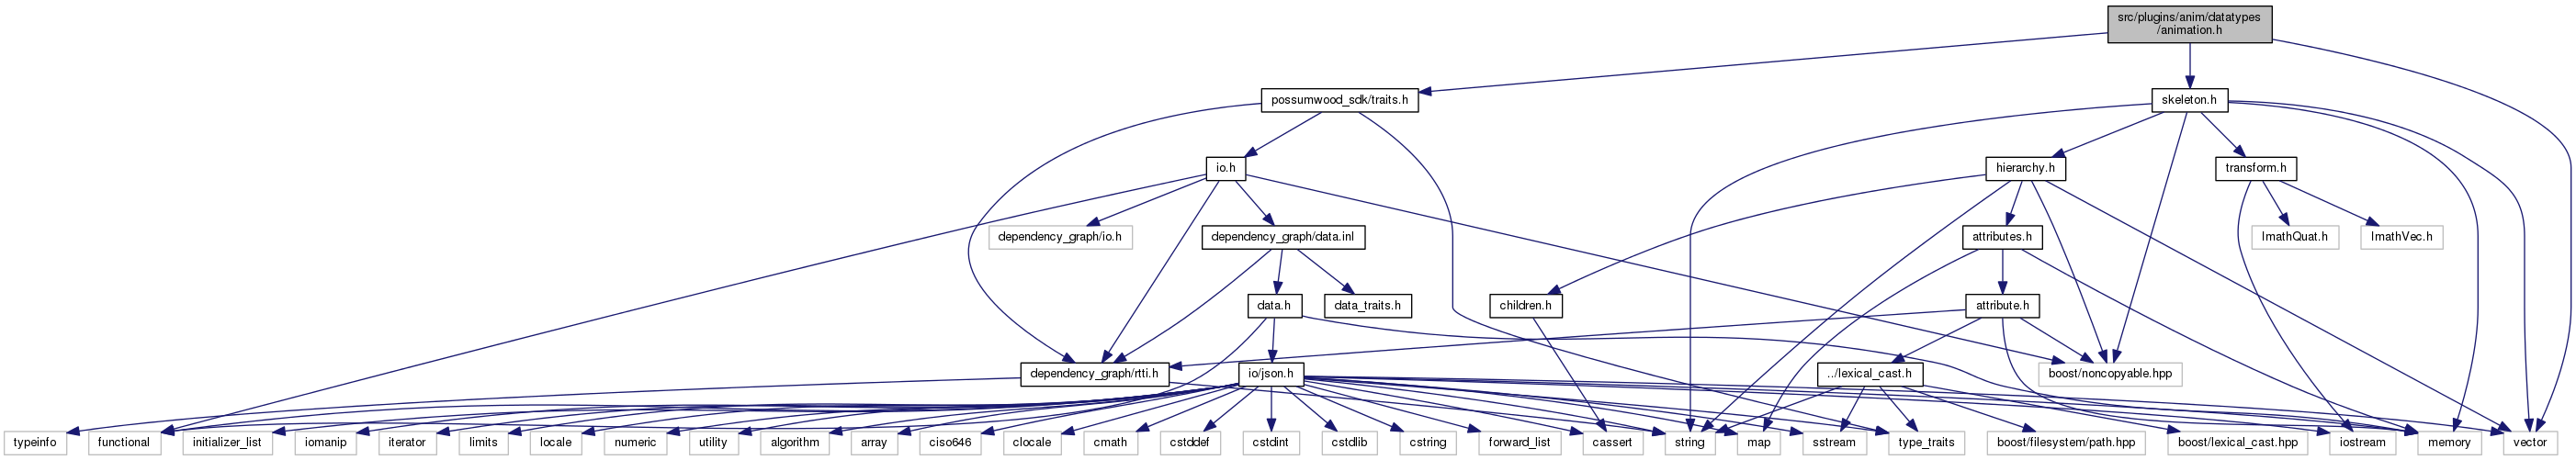 src/plugins/anim/datatypes
/animation.h
possumwood_sdk/traits.h
skeleton.h
io.h
hierarchy.h
transform.h
dependency_graph/io.h
dependency_graph/data.inl
attributes.h
ImathQuat.h
ImathVec.h
data.h
data_traits.h
children.h
attribute.h
dependency_graph/rtti.h
io/json.h
../lexical_cast.h
boost/noncopyable.hpp
typeinfo
functional
initializer_list
iomanip
iterator
limits
locale
numeric
utility
algorithm
array
ciso646
clocale
cmath
cstddef
cstdint
cstdlib
cstring
forward_list
cassert
string
map
sstream
type_traits
boost/filesystem/path.hpp
boost/lexical_cast.hpp
iostream
memory
vector